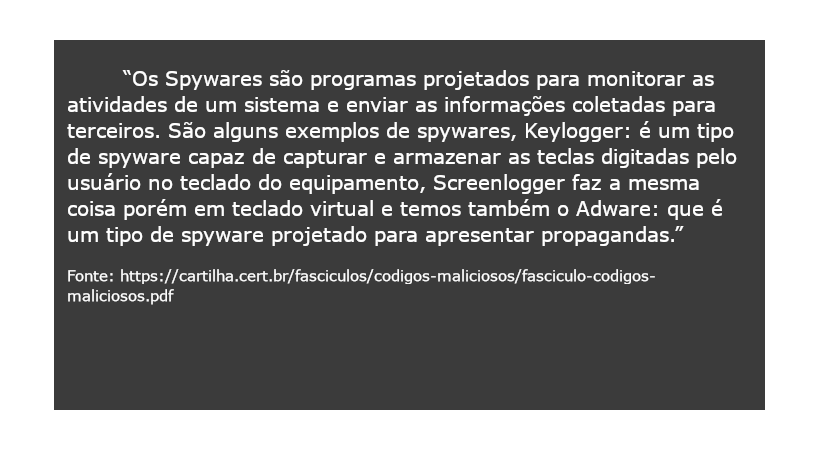 “Os Spywares são programas projetados para monitorar as
atividades de um sistema e enviar as informações coletadas para
terceiros. São alguns exemplos de spywares, Keylogger: é um tipo
de spyware capaz de capturar e armazenar as teclas digitadas pelo
usuário no teclado do equipamento, Screenlogger faz a mesma
coisa porém em teclado virtual e temos também o Adware: que é
um tipo de spyware projetado para apresentar propagandas.”
Fonte: https://cartilha.cert.br/fasciculos/codigos-maliciosos/fasciculo-codigos-
maliciosos.pdf